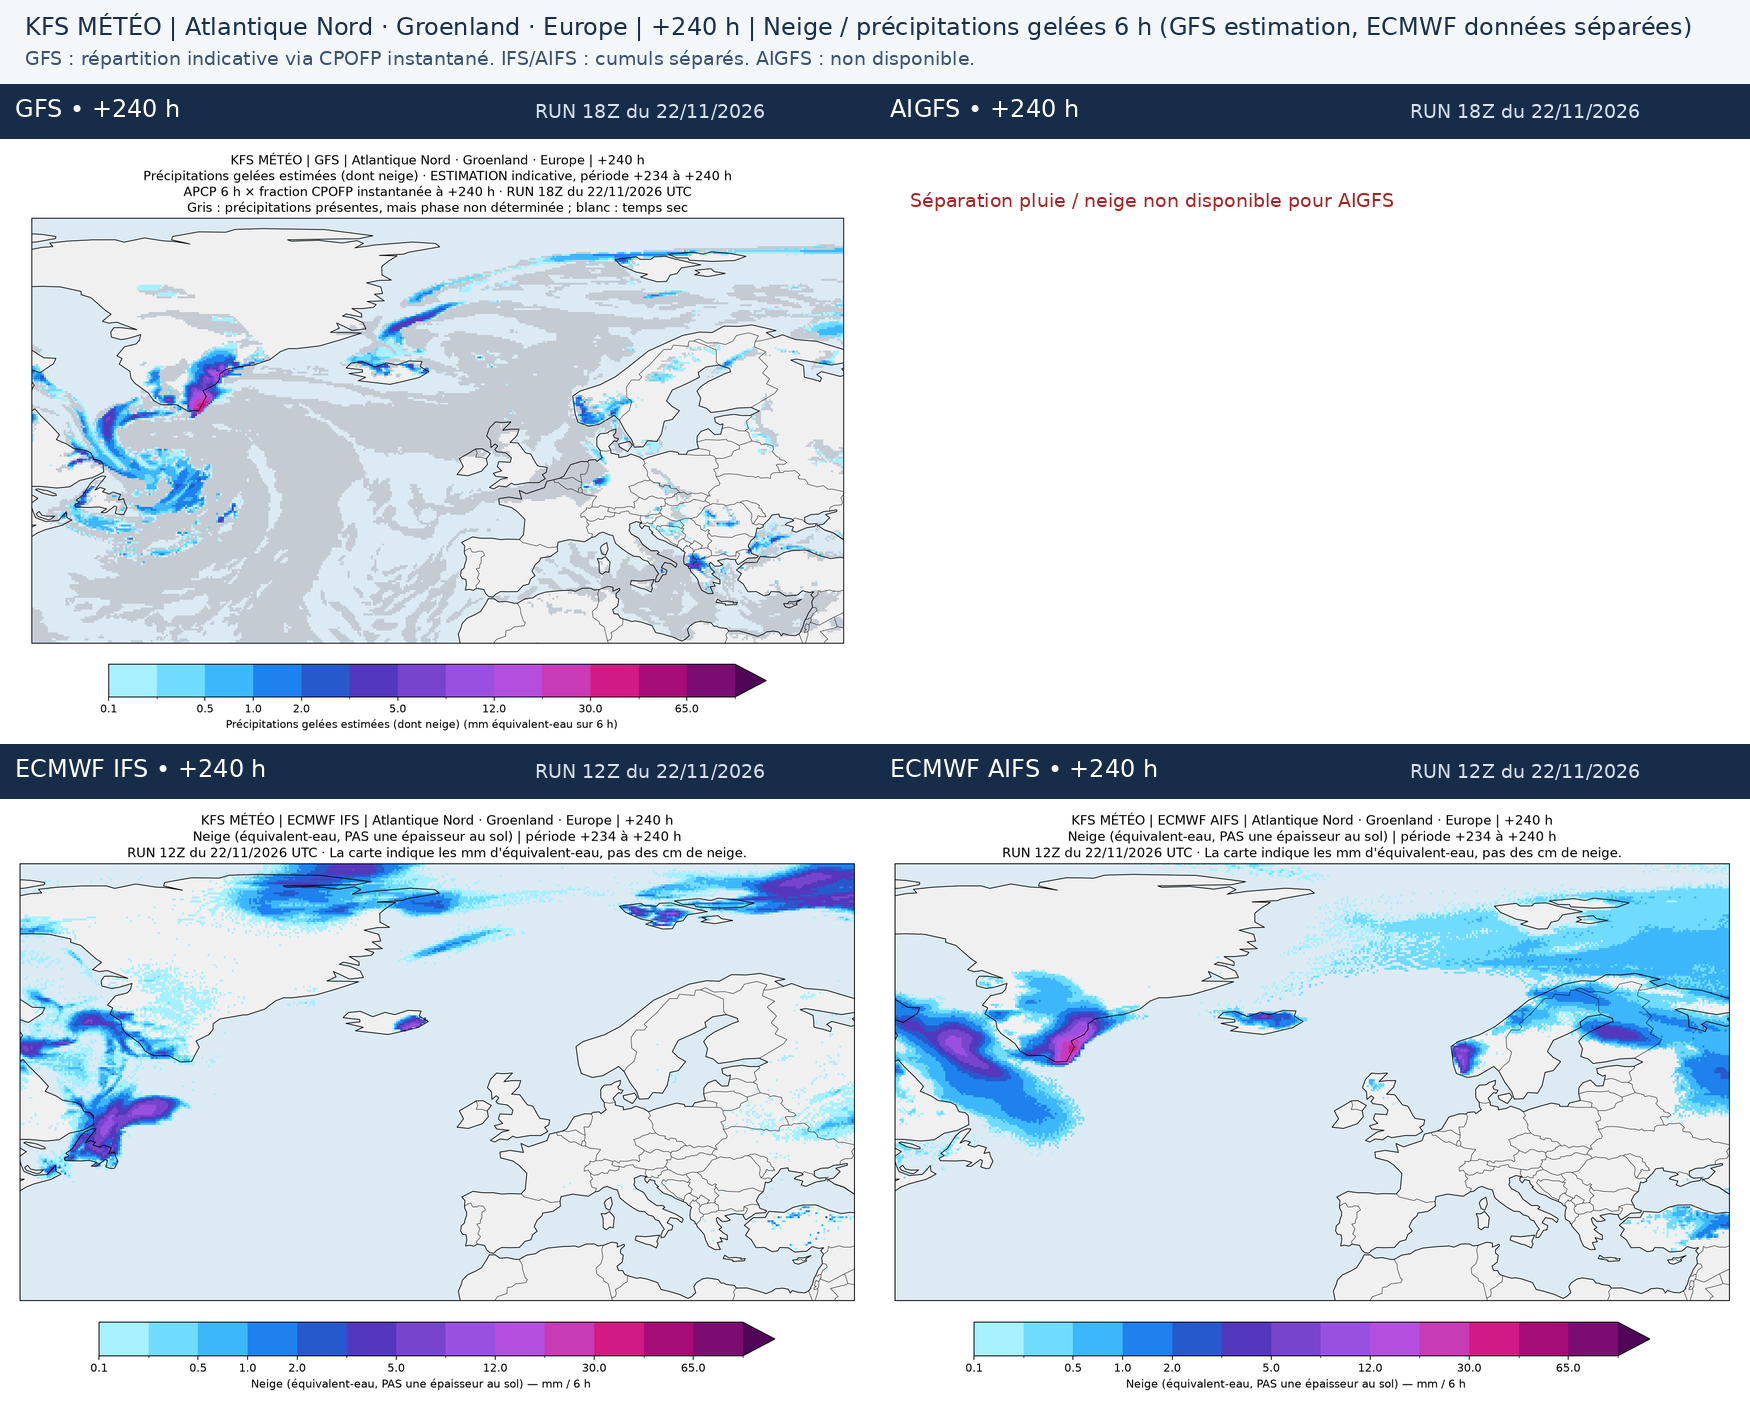 KFS MÉTÉO | Atlantique Nord · Groenland · Europe | +240 h | Neige / précipitations gelées 6 h (GFS estimation, ECMWF données séparées)
GFS : répartition indicative via CPOFP instantané. IFS/AIFS : cumuls séparés. AIGFS : non disponible.
GFS • +240 h
RUN 18Z du 22/11/2026
AIGFS • +240 h
RUN 18Z du 22/11/2026
KFS MÉTÉO | GFS | Atlantique Nord · Groenland · Europe | +240 h
Précipitations gelées estimées (dont neige) · ESTIMATION indicative, période +234 à +240 h
APCP 6 h × fraction CPOFP instantanée à +240 h · RUN 18Z du 22/11/2026 UTC
Gris : précipitations présentes, mais phase non déterminée ; blanc : temps sec
Séparation pluie / neige non disponible pour AIGFS
0.1 0.5 1.0 2.0 5.0 12.0 30.0 65.0
Précipitations gelées estimées (dont neige) (mm équivalent-eau sur 6 h)
ECMWF IFS • +240 h
RUN 12Z du 22/11/2026
ECMWF AIFS • +240 h
RUN 12Z du 22/11/2026
KFS MÉTÉO | ECMWF IFS | Atlantique Nord · Groenland · Europe | +240 h
Neige (équivalent-eau, PAS une épaisseur au sol) | période +234 à +240 h
RUN 12Z du 22/11/2026 UTC · La carte indique les mm d'équivalent-eau, pas des cm de neige.
KFS MÉTÉO | ECMWF AIFS | Atlantique Nord · Groenland · Europe | +240 h
Neige (équivalent-eau, PAS une épaisseur au sol) | période +234 à +240 h
RUN 12Z du 22/11/2026 UTC · La carte indique les mm d'équivalent-eau, pas des cm de neige.
0.1 0.5 1.0 2.0 5.0 12.0 30.0 65.0
Neige (équivalent-eau, PAS une épaisseur au sol) — mm / 6 h
0.1 0.5 1.0 2.0 5.0 12.0 30.0 65.0
Neige (équivalent-eau, PAS une épaisseur au sol) — mm / 6 h